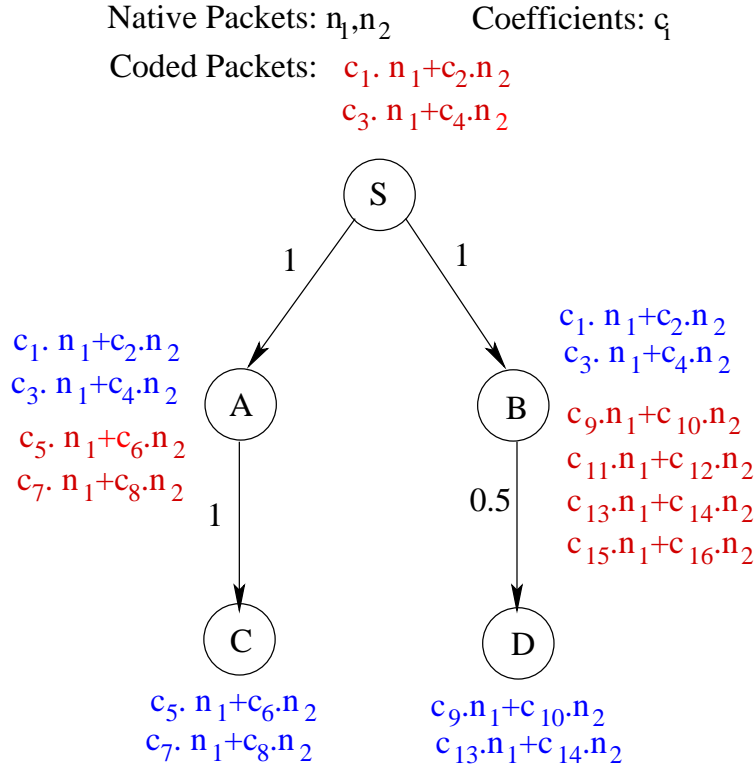 Native Packets: n₁,n₂ Coefficients: cᵢ
Coded Packets: c₁. n₁+c₂.n₂
c₃. n₁+c₄.n₂
S
1 1
c₁. n₁+c₂.n₂
c₃. n₁+c₄.n₂
A
c₅. n₁+c₆.n₂
c₇. n₁+c₈.n₂
c₁. n₁+c₂.n₂
c₃. n₁+c₄.n₂
B
c₉.n₁+c₁₀.n₂
c₁₁.n₁+c₁₂.n₂
c₁₃.n₁+c₁₄.n₂
c₁₅.n₁+c₁₆.n₂
1 0.5
C D
c₅. n₁+c₆.n₂
c₇. n₁+c₈.n₂
c₉.n₁+c₁₀.n₂
c₁₃.n₁+c₁₄.n₂